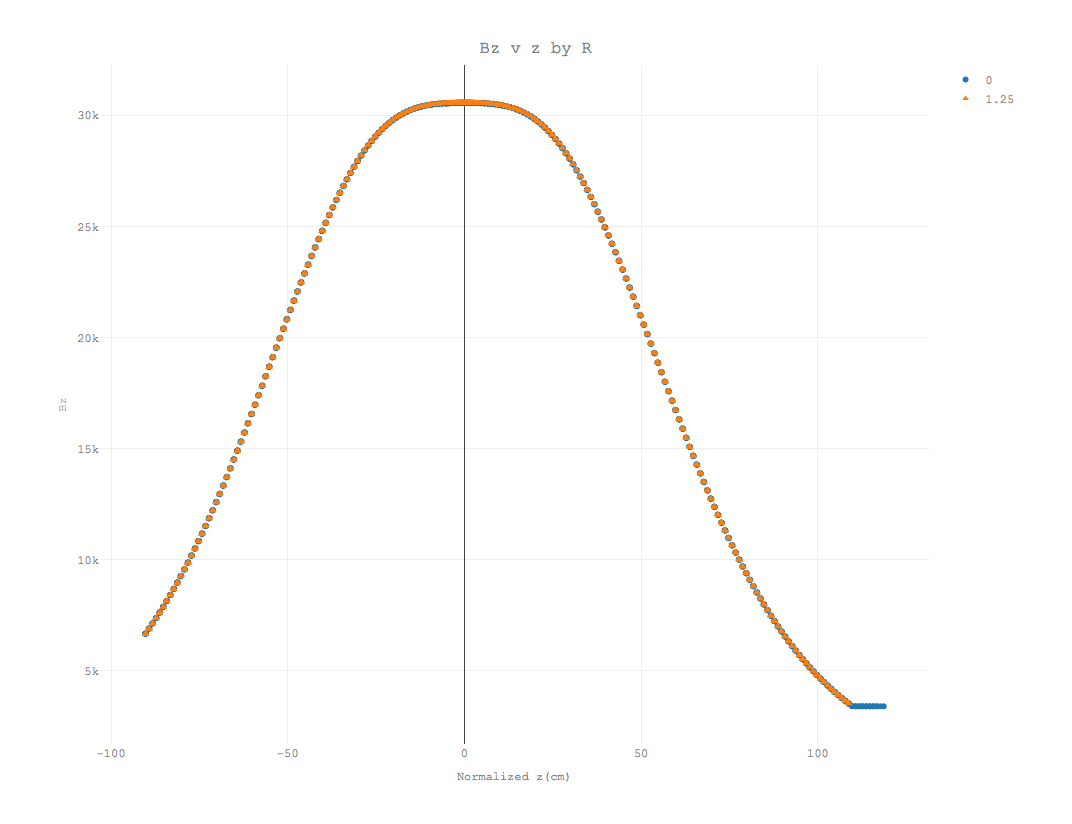 Bz v z by R
0
1.25
30k
25k
20k
15k
10k
5k
Bz
−100 −50 0 50 100
Normalized z(cm)